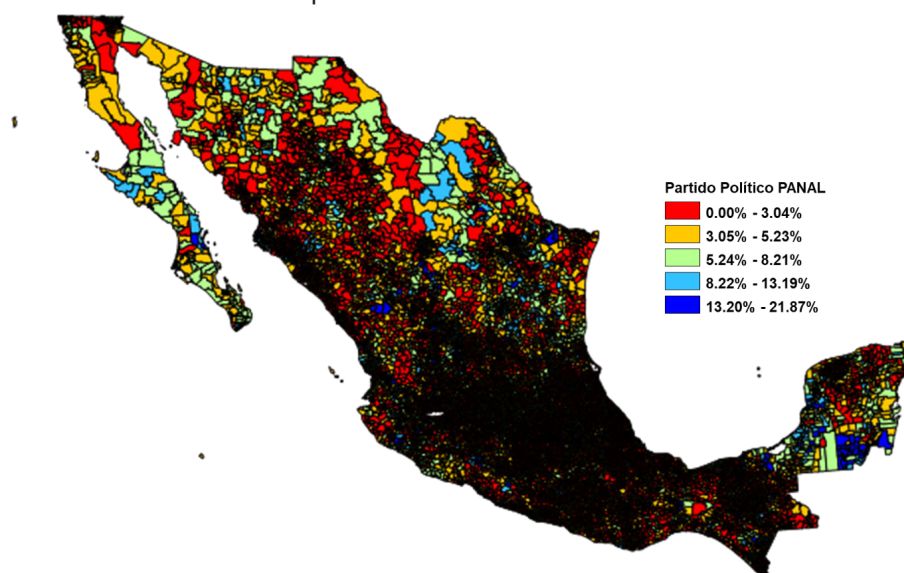 Partido Político PANAL
0.00% - 3.04%
3.05% - 5.23%
5.24% - 8.21%
8.22% - 13.19%
13.20% - 21.87%